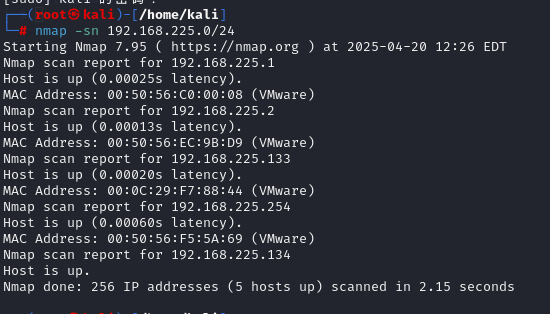 [sudo] kali 的密码：
┌──(root㉿kali)-[/home/kali]
└─# nmap -sn 192.168.225.0/24
Starting Nmap 7.95 ( https://nmap.org ) at 2025-04-20 12:26 EDT
Nmap scan report for 192.168.225.1
Host is up (0.00025s latency).
MAC Address: 00:50:56:C0:00:08 (VMware)
Nmap scan report for 192.168.225.2
Host is up (0.00013s latency).
MAC Address: 00:50:56:EC:9B:D9 (VMware)
Nmap scan report for 192.168.225.133
Host is up (0.00020s latency).
MAC Address: 00:0C:29:F7:88:44 (VMware)
Nmap scan report for 192.168.225.254
Host is up (0.00060s latency).
MAC Address: 00:50:56:F5:5A:69 (VMware)
Nmap scan report for 192.168.225.134
Host is up.
Nmap done: 256 IP addresses (5 hosts up) scanned in 2.15 seconds